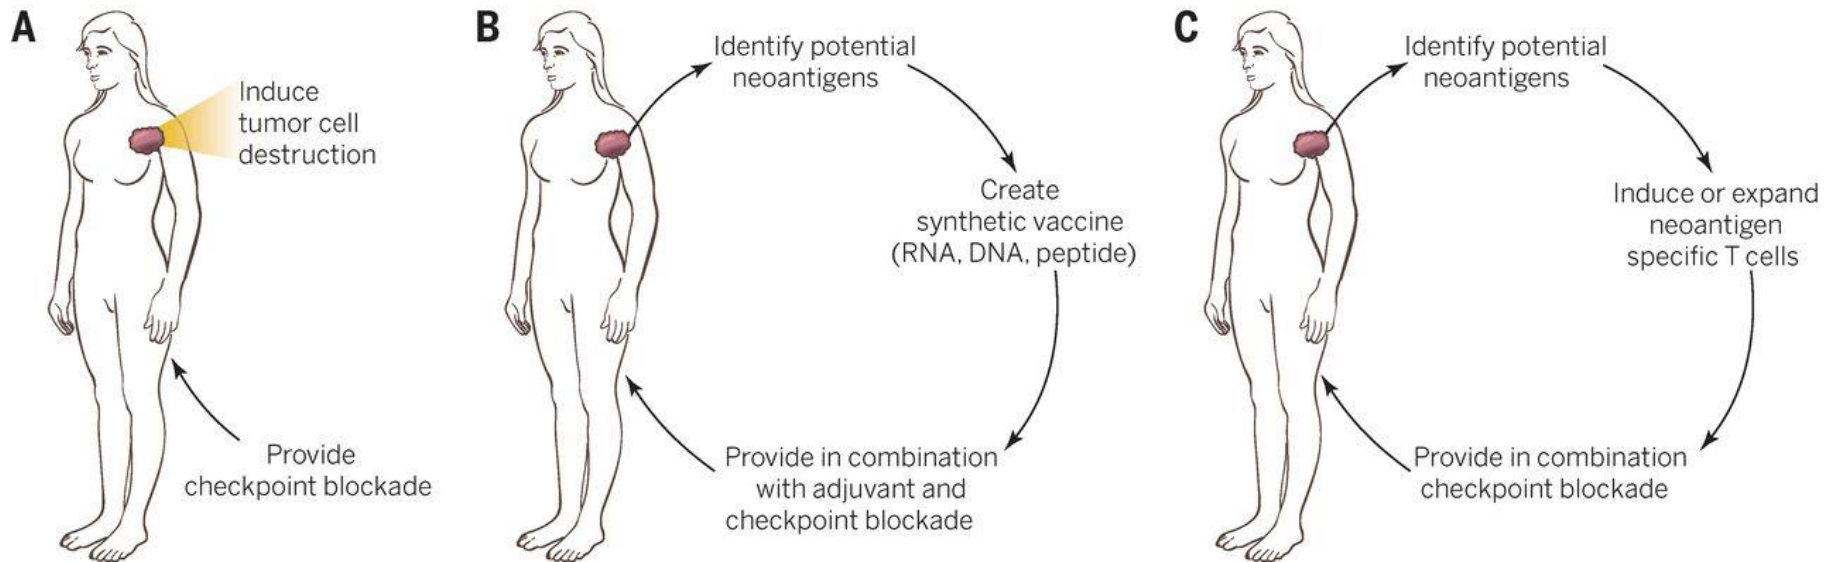 A
Induce
tumor cell
destruction
Provide
checkpoint blockade
B
Identify potential
neoantigens
Create
synthetic vaccine
(RNA, DNA, peptide)
Provide in combination
with adjuvant and
checkpoint blockade
C
Identify potential
neoantigens
Induce or expand
neoantigen
specific T cells
Provide in combination
checkpoint blockade